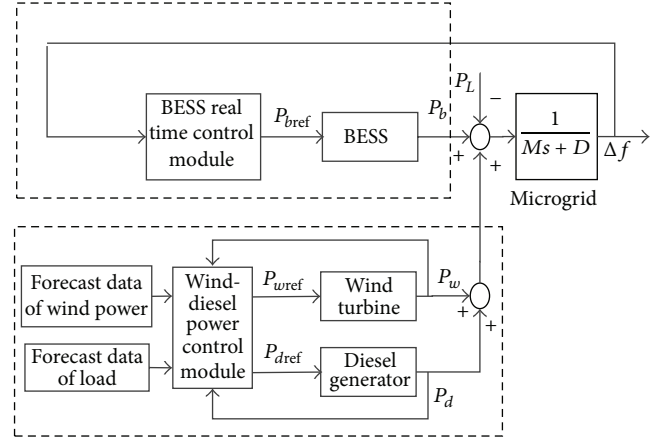 BESS real
time control
module
P_bref
BESS
P_b
P_L
−
+
+
1
Ms + D
Δf
Microgrid
Forecast data
of wind power
Forecast data
of load
Wind-
diesel
power
control
module
P_wref
Wind
turbine
P_w
+
+
P_dref
Diesel
generator
P_d